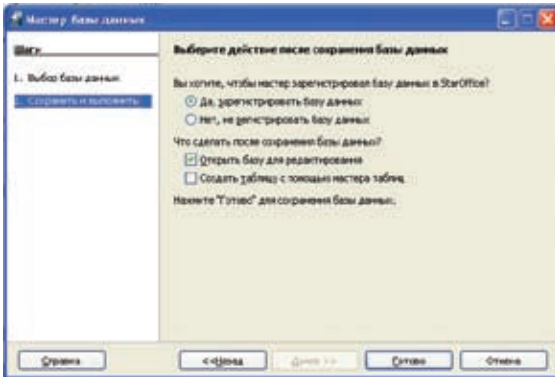 Мастер базы данных
Шаги
Выберите действие после сохранения базы данных
1. Выбор базы данных
2. Сохранить и выполнить
Вы хотите, чтобы мастер зарегистрировал базу данных в StarOffice?
Да, зарегистрировать базу данных
Нет, не регистрировать базу данных
Что сделать после сохранения базы данных?
Открыть базу для редактирования
Создать таблицу с помощью мастера таблиц
Нажмите "Готово" для сохранения базы данных.
Справка
<<Назад
Далее >>
Готово
Отмена